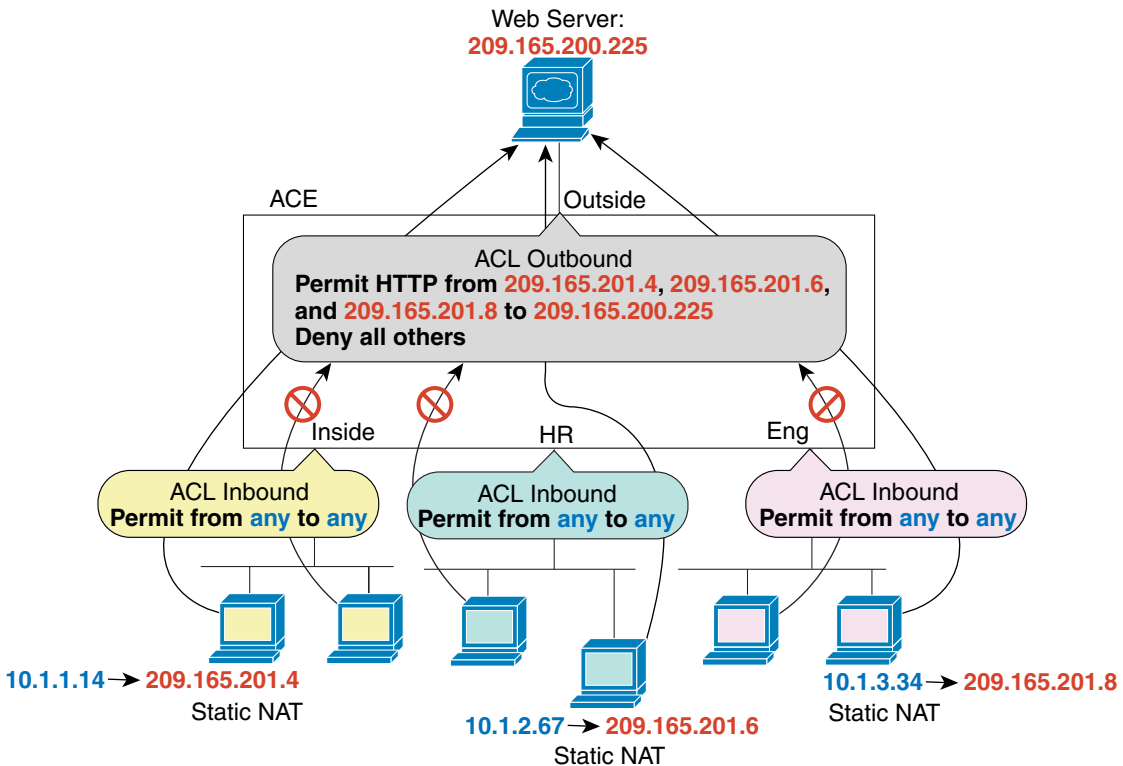 Web Server:
209.165.200.225
ACE
Outside
ACL Outbound
Permit HTTP from 209.165.201.4, 209.165.201.6,
and 209.165.201.8 to 209.165.200.225
Deny all others
Inside
HR
Eng
ACL Inbound
Permit from any to any
ACL Inbound
Permit from any to any
ACL Inbound
Permit from any to any
10.1.1.14 209.165.201.4
Static NAT
10.1.2.67 209.165.201.6
Static NAT
10.1.3.34 209.165.201.8
Static NAT